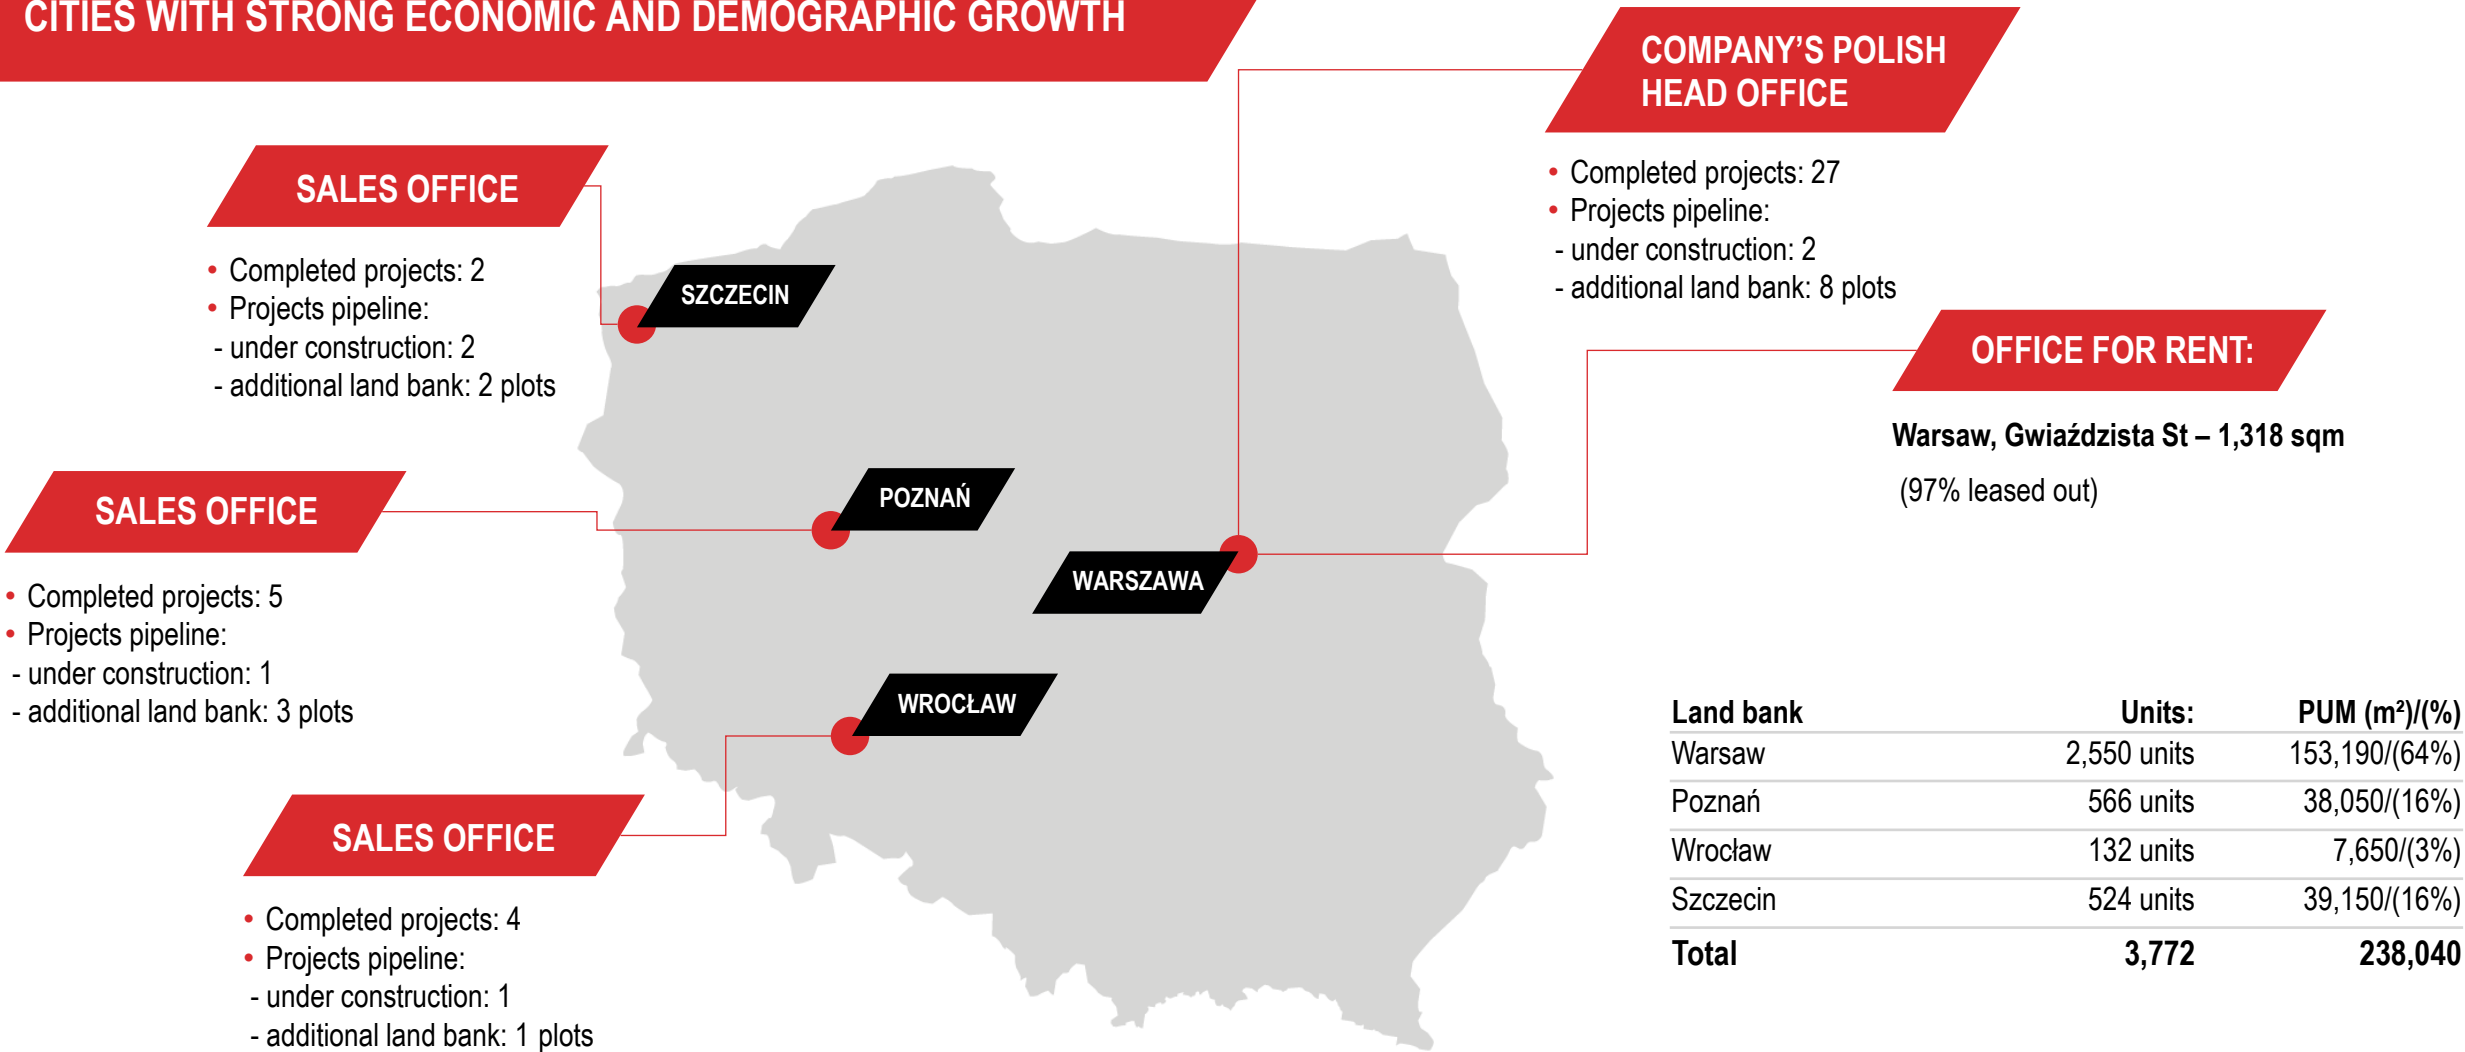 CITIES WITH STRONG ECONOMIC AND DEMOGRAPHIC GROWTH
COMPANY'S POLISH
HEAD OFFICE
• Completed projects: 27
• Projects pipeline:
- under construction: 2
- additional land bank: 8 plots
SALES OFFICE
• Completed projects: 2
• Projects pipeline:
- under construction: 2
- additional land bank: 2 plots
SZCZECIN
OFFICE FOR RENT:
Warsaw, Gwiaździsta St – 1,318 sqm
(97% leased out)
SALES OFFICE
• Completed projects: 5
• Projects pipeline:
- under construction: 1
- additional land bank: 3 plots
POZNAŃ
WARSZAWA
WROCŁAW
SALES OFFICE
• Completed projects: 4
• Projects pipeline:
- under construction: 1
- additional land bank: 1 plots
Land bank Units: PUM (m²)/(%)
Warsaw 2,550 units 153,190/(64%)
Poznań 566 units 38,050/(16%)
Wrocław 132 units 7,650/(3%)
Szczecin 524 units 39,150/(16%)
Total 3,772 238,040